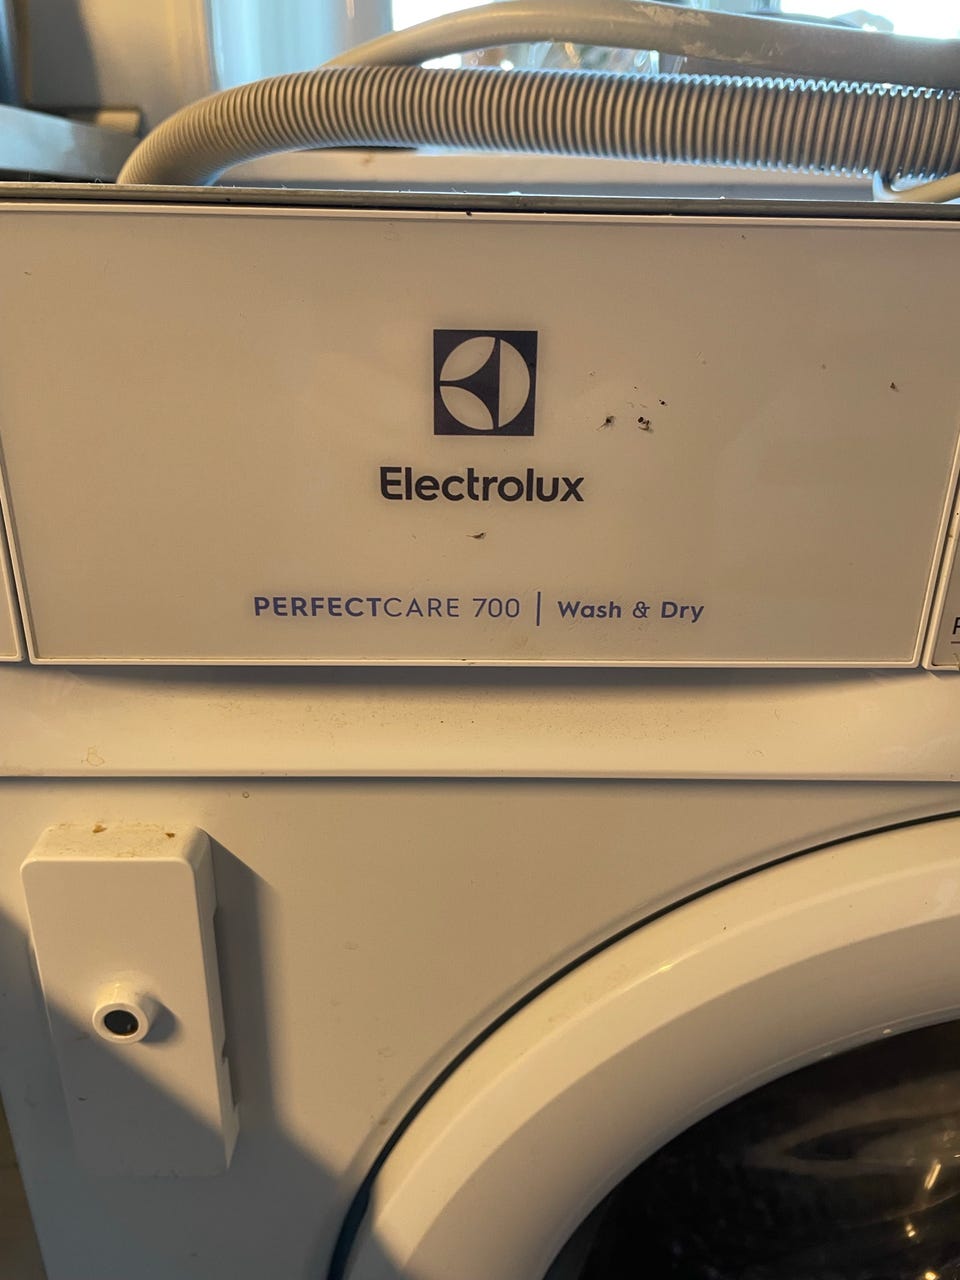 Electrolux
PERFECTCARE 700 | Wash & Dry